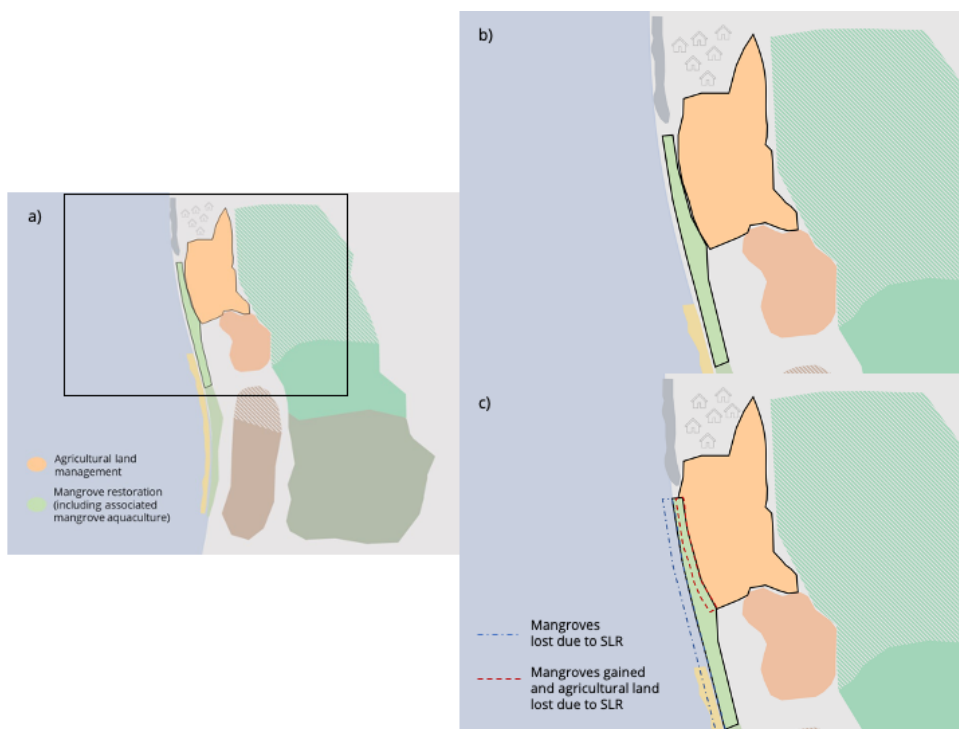 a)
Agricultural land
management
Mangrove restoration
(including associated
mangrove aquaculture)
b)
c)
Mangroves
lost due to SLR
Mangroves gained
and agricultural land
lost due to SLR